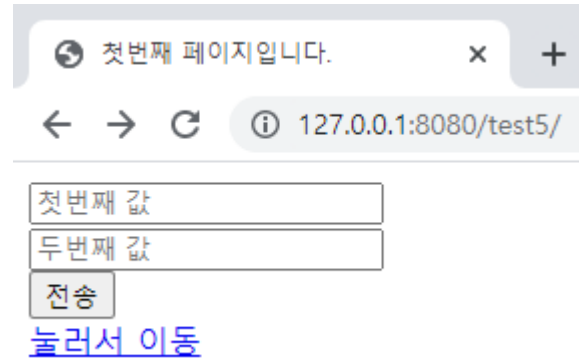 첫번째 페이지입니다.
127.0.0.1:8080/test5/
첫번째 값
두번째 값
전송
눌러서 이동